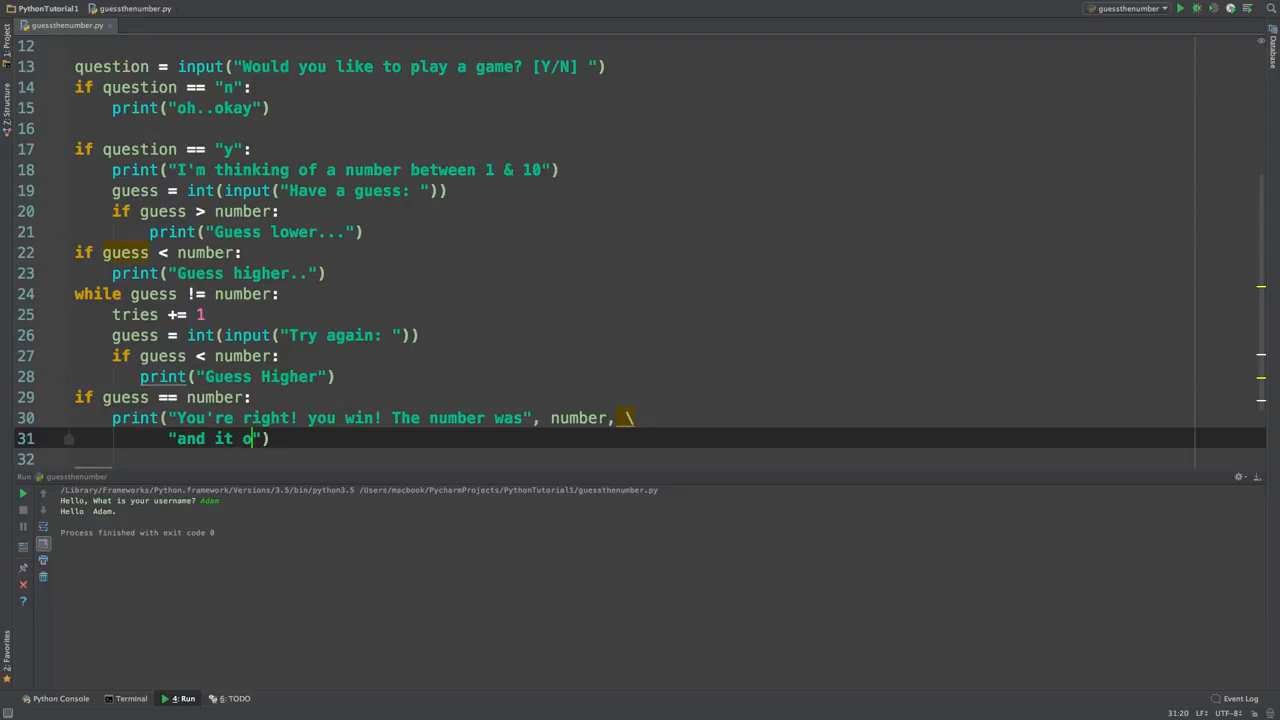 PythonTutorial1 guessthenumber.py guessthenumber
guessthenumber.py
1: Project
Z: Structure
2: Favorites
Database
12
13 question = input("Would you like to play a game? [Y/N] ")
14 if question == "n":
15 print("oh..okay")
16
17 if question == "y":
18 print("I'm thinking of a number between 1 & 10")
19 guess = int(input("Have a guess: "))
20 if guess > number:
21 print("Guess lower...")
22 if guess < number:
23 print("Guess higher..")
24 while guess != number:
25 tries += 1
26 guess = int(input("Try again: "))
27 if guess < number:
28 print("Guess Higher")
29 if guess == number:
30 print("You're right! you win! The number was", number, \
31 "and it o")
32
Run guessthenumber
/Library/Frameworks/Python.framework/Versions/3.5/bin/python3.5 /Users/macbook/PycharmProjects/PythonTutorial1/guessthenumber.py
Hello, What is your username? Adam
Hello  Adam.
Process finished with exit code 0
Python Console Terminal 4: Run 6: TODO Event Log
31:20 LF÷ UTF-8÷